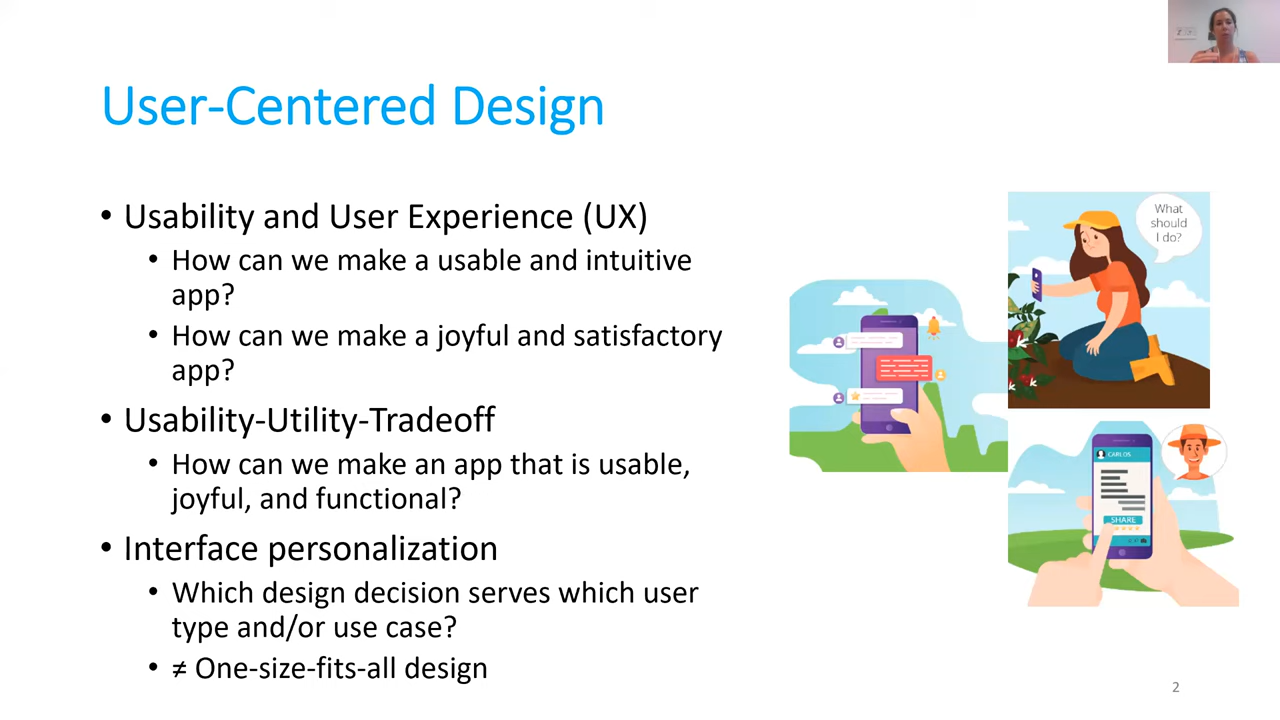 User-Centered Design
• Usability and User Experience (UX)
• How can we make a usable and intuitive
app?
• How can we make a joyful and satisfactory
app?
• Usability-Utility-Tradeoff
• How can we make an app that is usable,
joyful, and functional?
• Interface personalization
• Which design decision serves which user
type and/or use case?
• ≠ One-size-fits-all design
What
should
I do?
CARLOS
SHARE
2